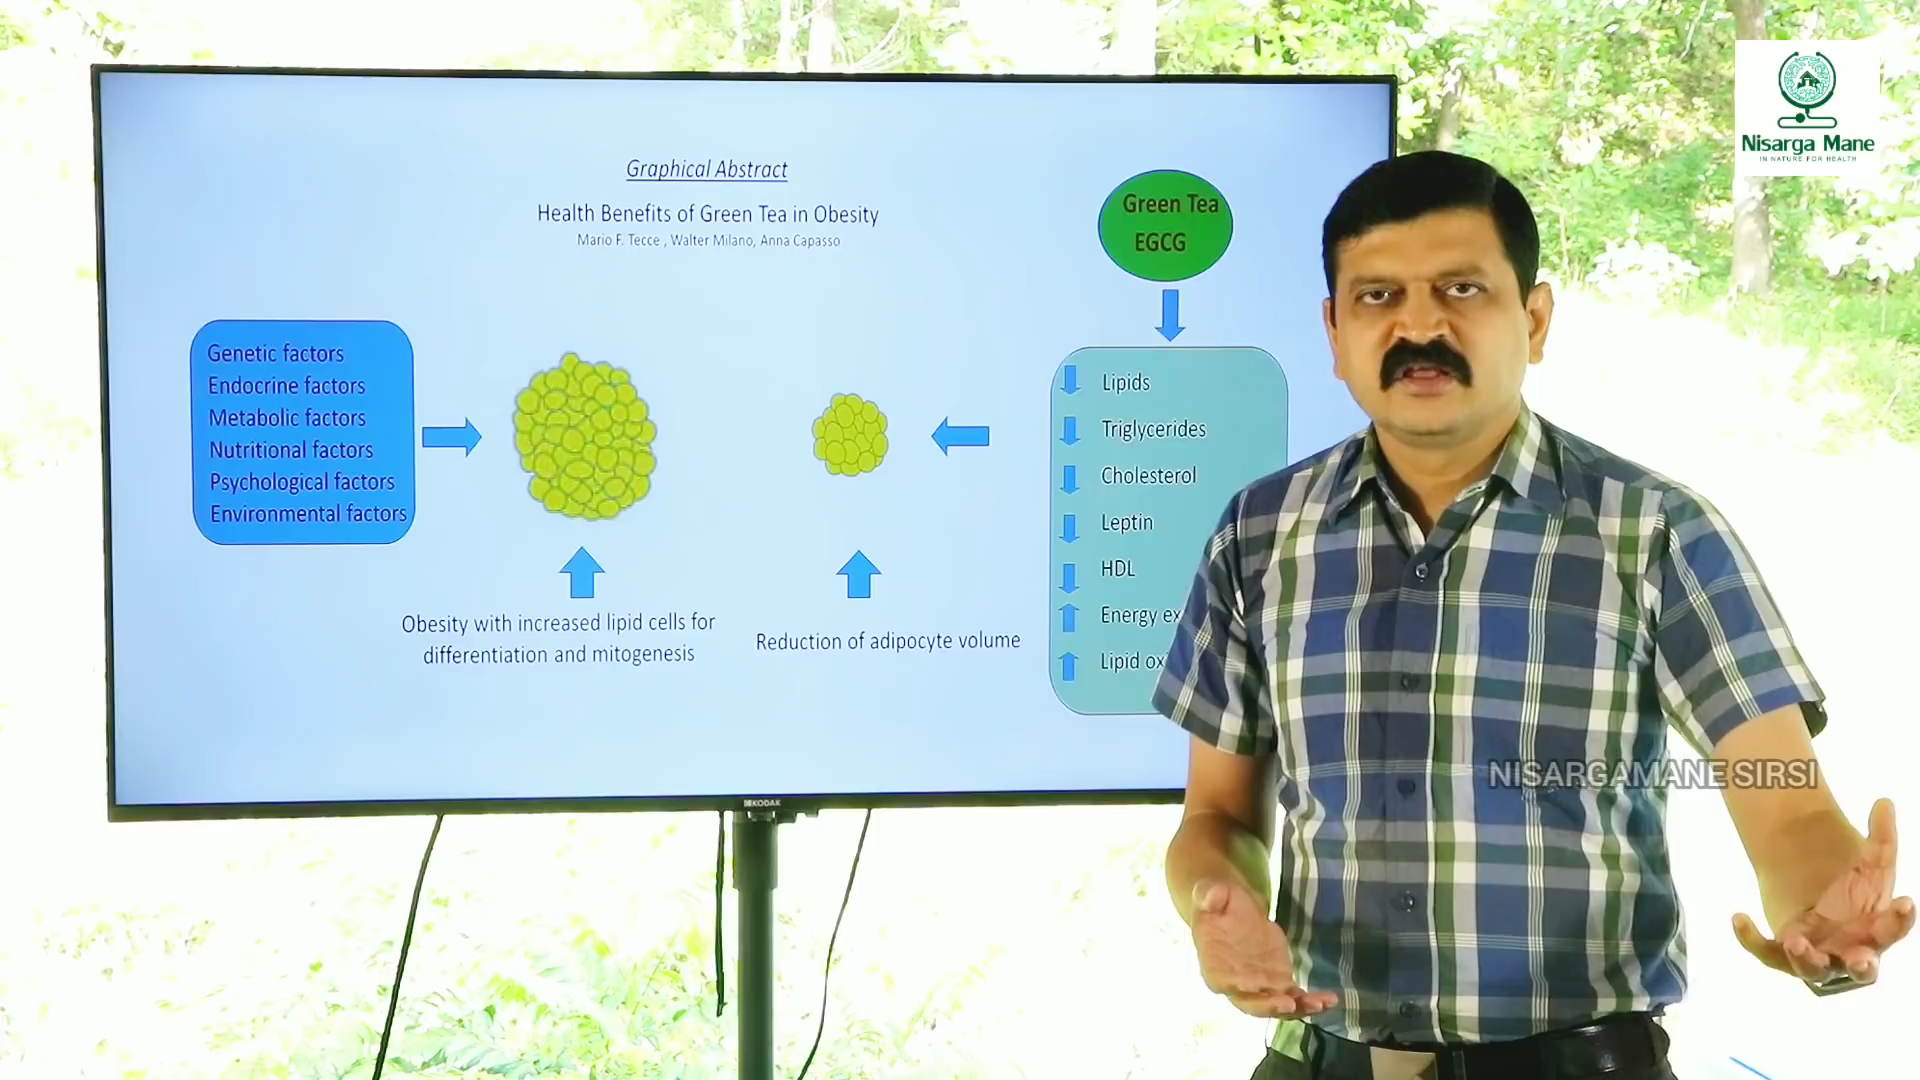 Nisarga Mane
IN NATURE FOR HEALTH
Graphical Abstract
Health Benefits of Green Tea in Obesity
Mario F. Tecce , Walter Milano, Anna Capasso
Green Tea
EGCG
Genetic factors
Endocrine factors
Metabolic factors
Nutritional factors
Psychological factors
Environmental factors
Obesity with increased lipid cells for
differentiation and mitogenesis
Reduction of adipocyte volume
Lipids
Triglycerides
Cholesterol
Leptin
HDL
Energy
Lipid
NISARGAMANE SIRSI
KODAK